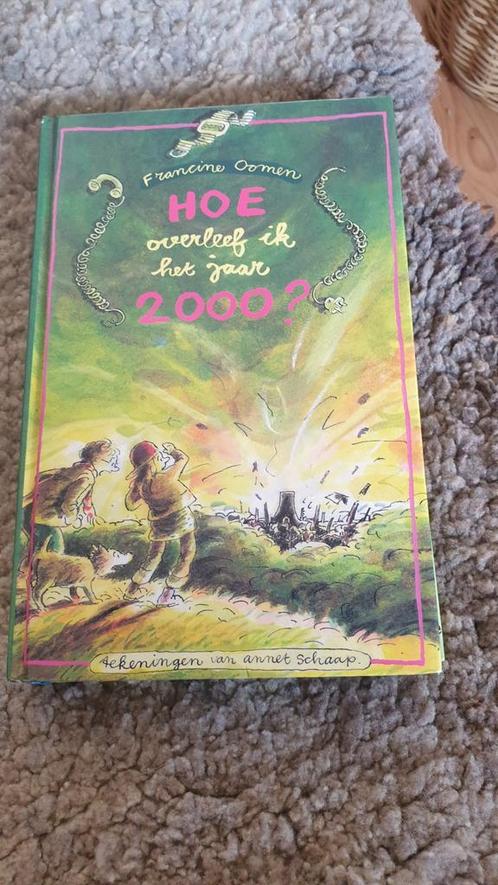 Francine Oomen
HOE
overleef ik
het jaar
2000?
tekeningen van annet Schaap.